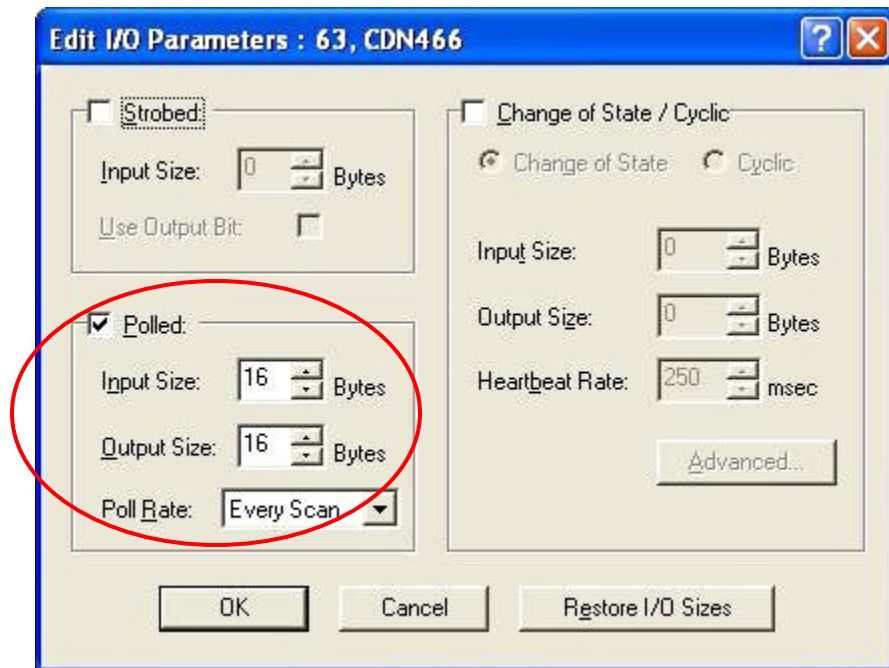 Edit I/O Parameters : 63, CDN466
Strobed:
Input Size: 0 Bytes
Use Output Bit:
Polled:
Input Size: 16 Bytes
Output Size: 16 Bytes
Poll Rate: Every Scan
Change of State / Cyclic
Change of State Cyclic
Input Size: 0 Bytes
Output Size: 0 Bytes
Heartbeat Rate: 250 msec
Advanced...
OK Cancel Restore I/O Sizes